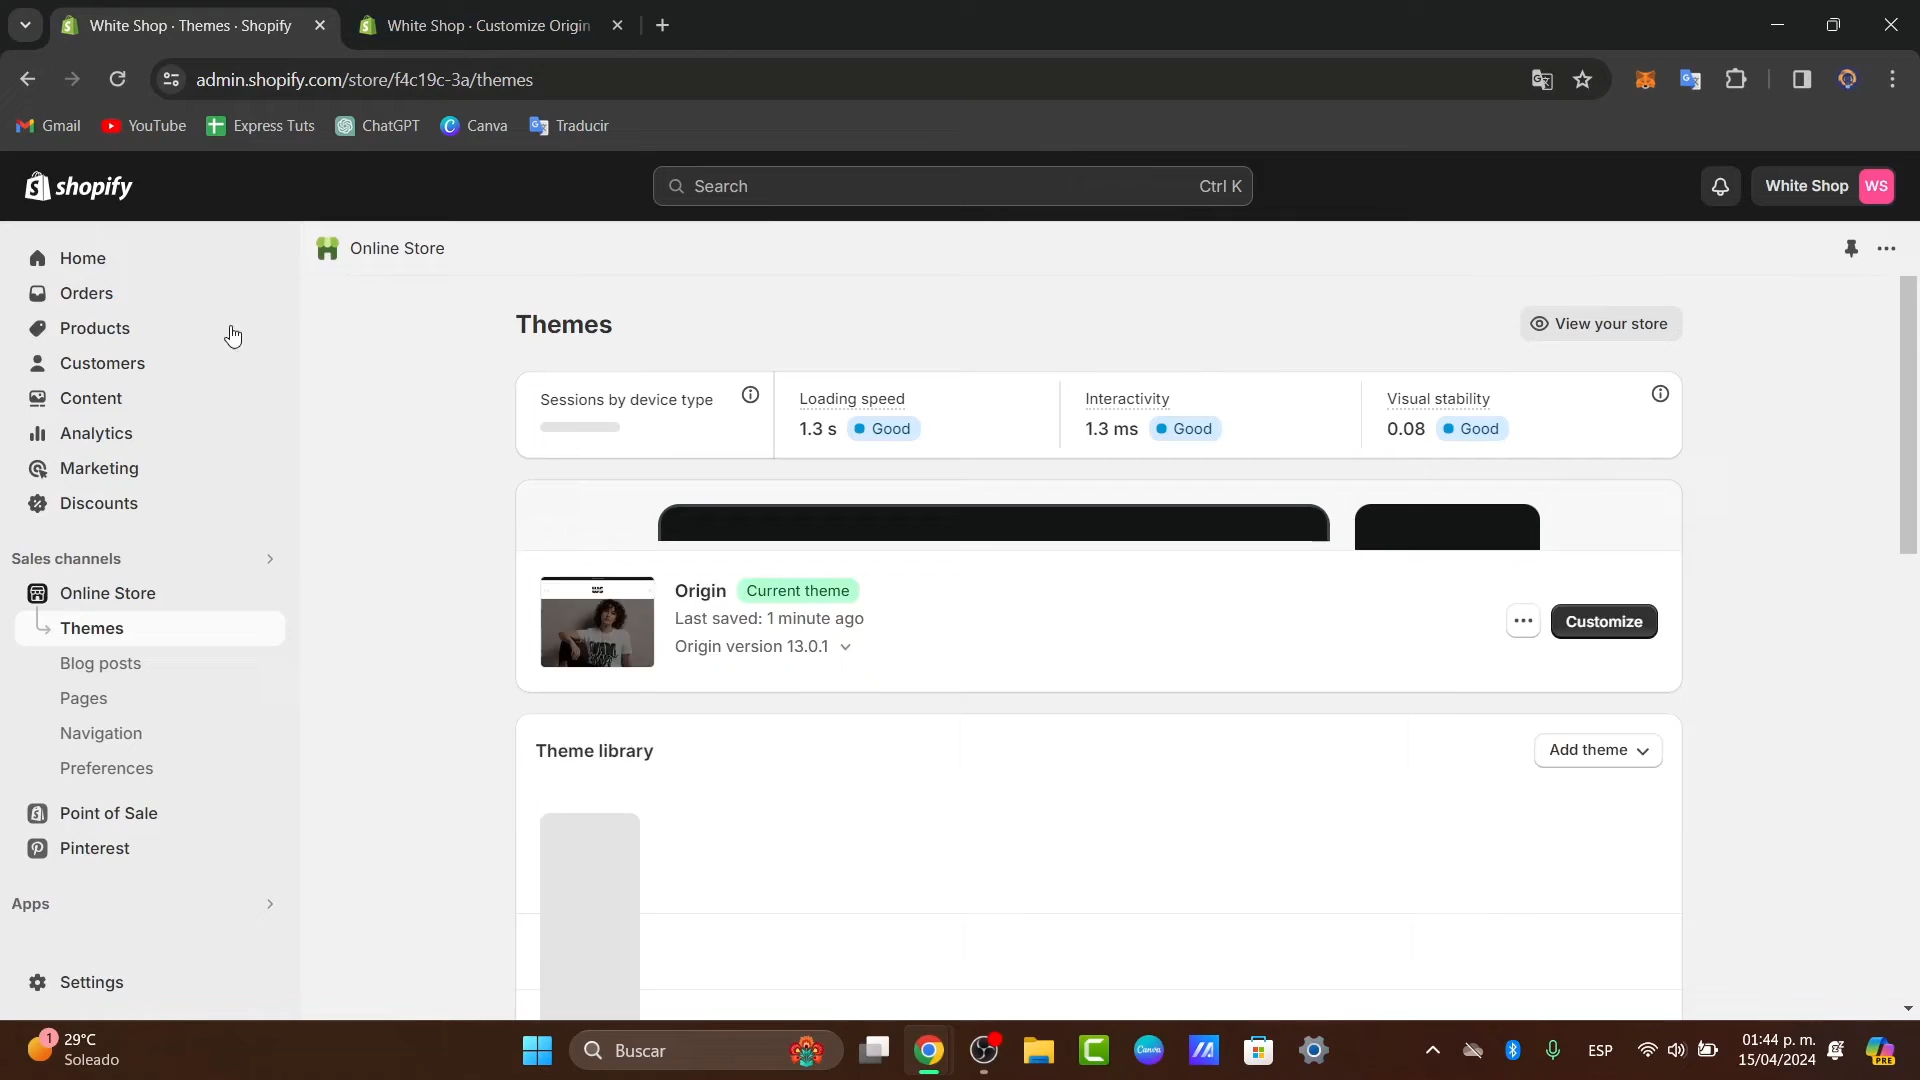 White Shop · Themes · Shopify
White Shop · Customize Origin
admin.shopify.com/store/f4c19c-3a/themes
Gmail
YouTube
Express Tuts
ChatGPT
Canva
Traducir
shopify
Search
Ctrl K
White Shop
WS
Home
Orders
Products
Customers
Content
Analytics
Marketing
Discounts
Sales channels
Online Store
Themes
Blog posts
Pages
Navigation
Preferences
Point of Sale
Pinterest
Apps
Settings
Online Store
Themes
View your store
Sessions by device type
Loading speed
1.3 s
Good
Interactivity
1.3 ms
Good
Visual stability
0.08
Good
Origin
Current theme
Last saved: 1 minute ago
Origin version 13.0.1
Customize
Theme library
Add theme
1
29°C
Soleado
Buscar
Canva
ESP
01:44 p. m.
15/04/2024
PRE